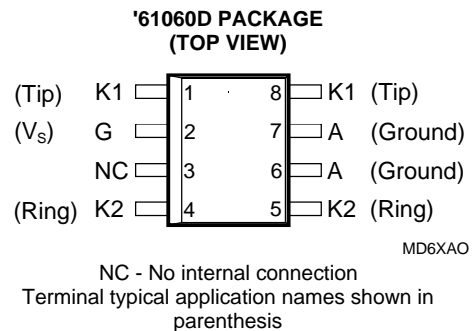 '61060D PACKAGE
(TOP VIEW)
(Tip) K1 1 8 K1 (Tip)
(VS) G 2 7 A (Ground)
NC 3 6 A (Ground)
(Ring) K2 4 5 K2 (Ring)
MD6XAO
NC - No internal connection
Terminal typical application names shown in
parenthesis